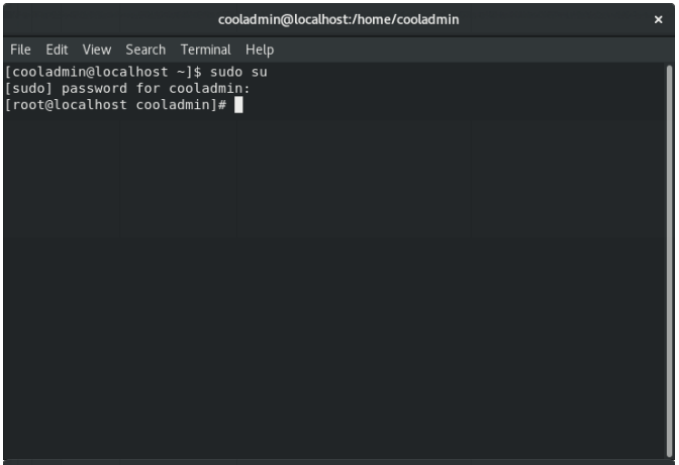 cooladmin@localhost:/home/cooladmin ×
File Edit View Search Terminal Help
[cooladmin@localhost ~]$ sudo su
[sudo] password for cooladmin:
[root@localhost cooladmin]#